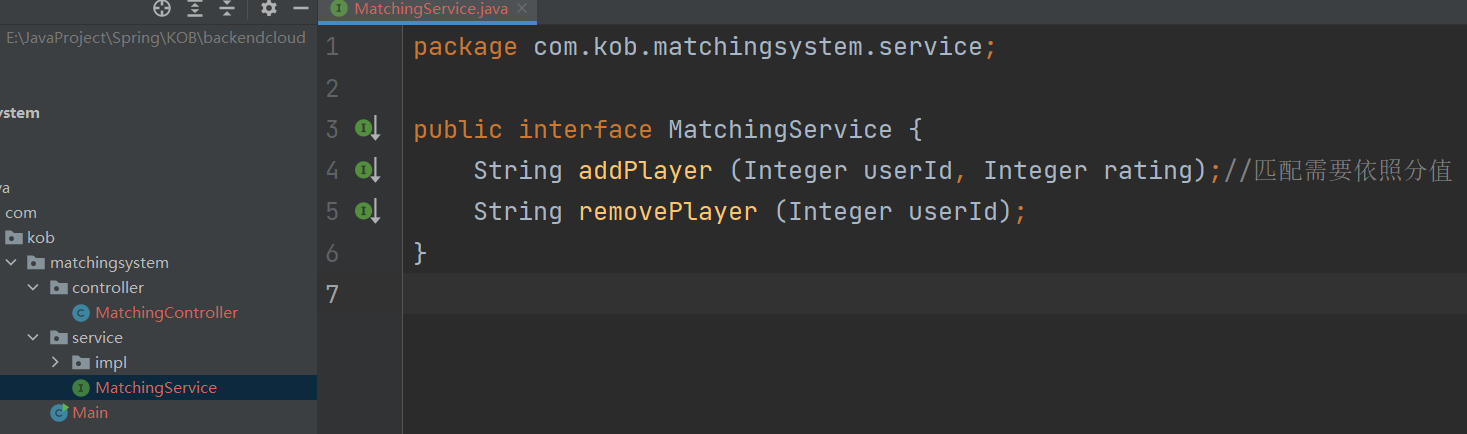 MatchingService.java
E:\JavaProject\Spring\KOB\backendcloud
ystem
va
com
kob
matchingsystem
controller
MatchingController
service
impl
MatchingService
Main
1 package com.kob.matchingsystem.service;
2
3 public interface MatchingService {
4 String addPlayer (Integer userId, Integer rating);//匹配需要依照分值
5 String removePlayer (Integer userId);
6 }
7